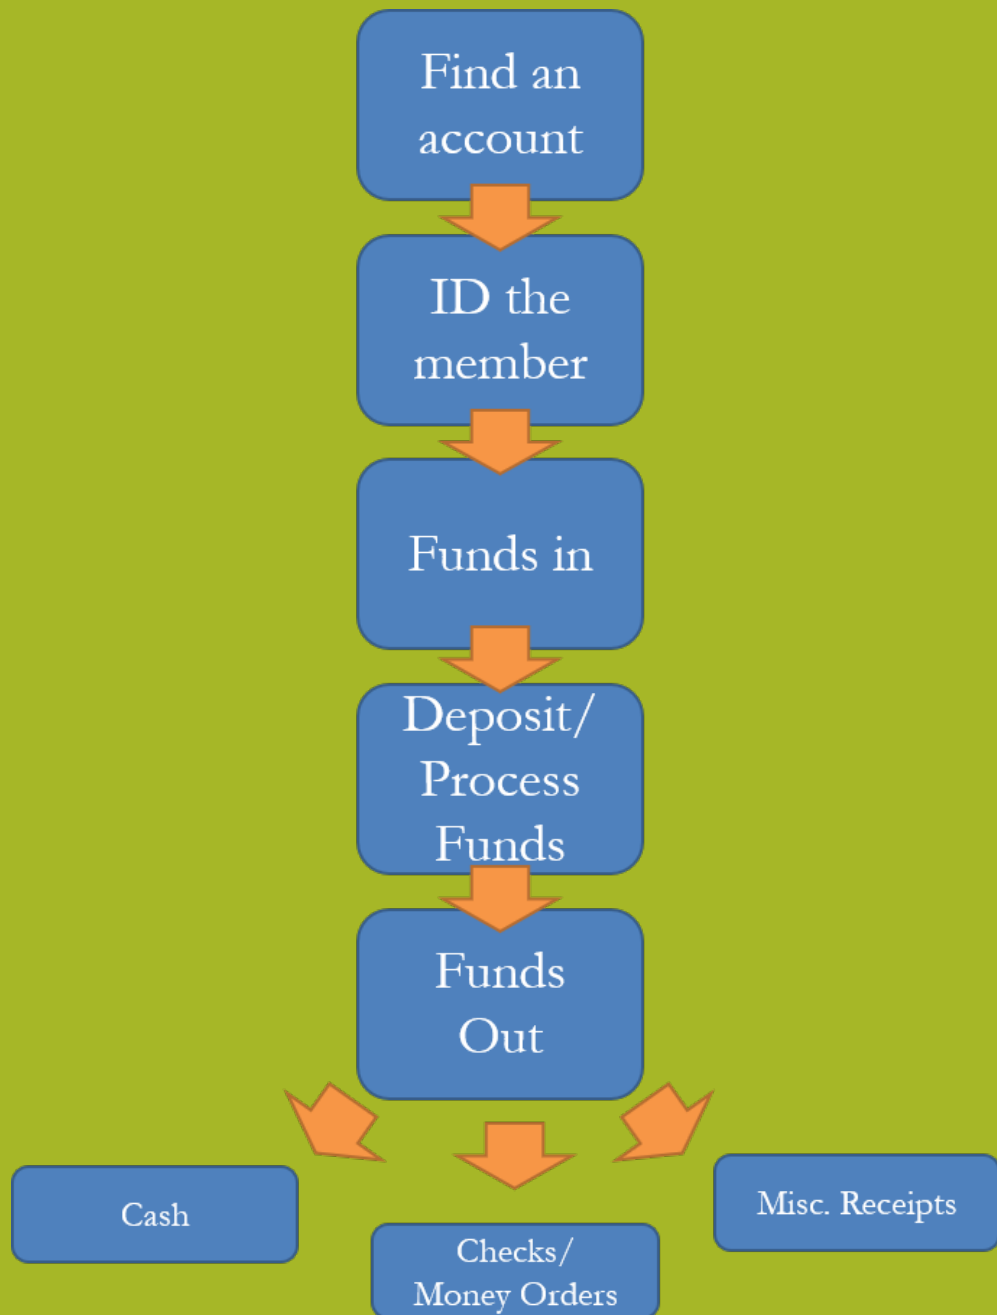 Find an
account
ID the
member
Funds in
Deposit/
Process
Funds
Funds
Out
Cash
Checks/
Money Orders
Misc. Receipts